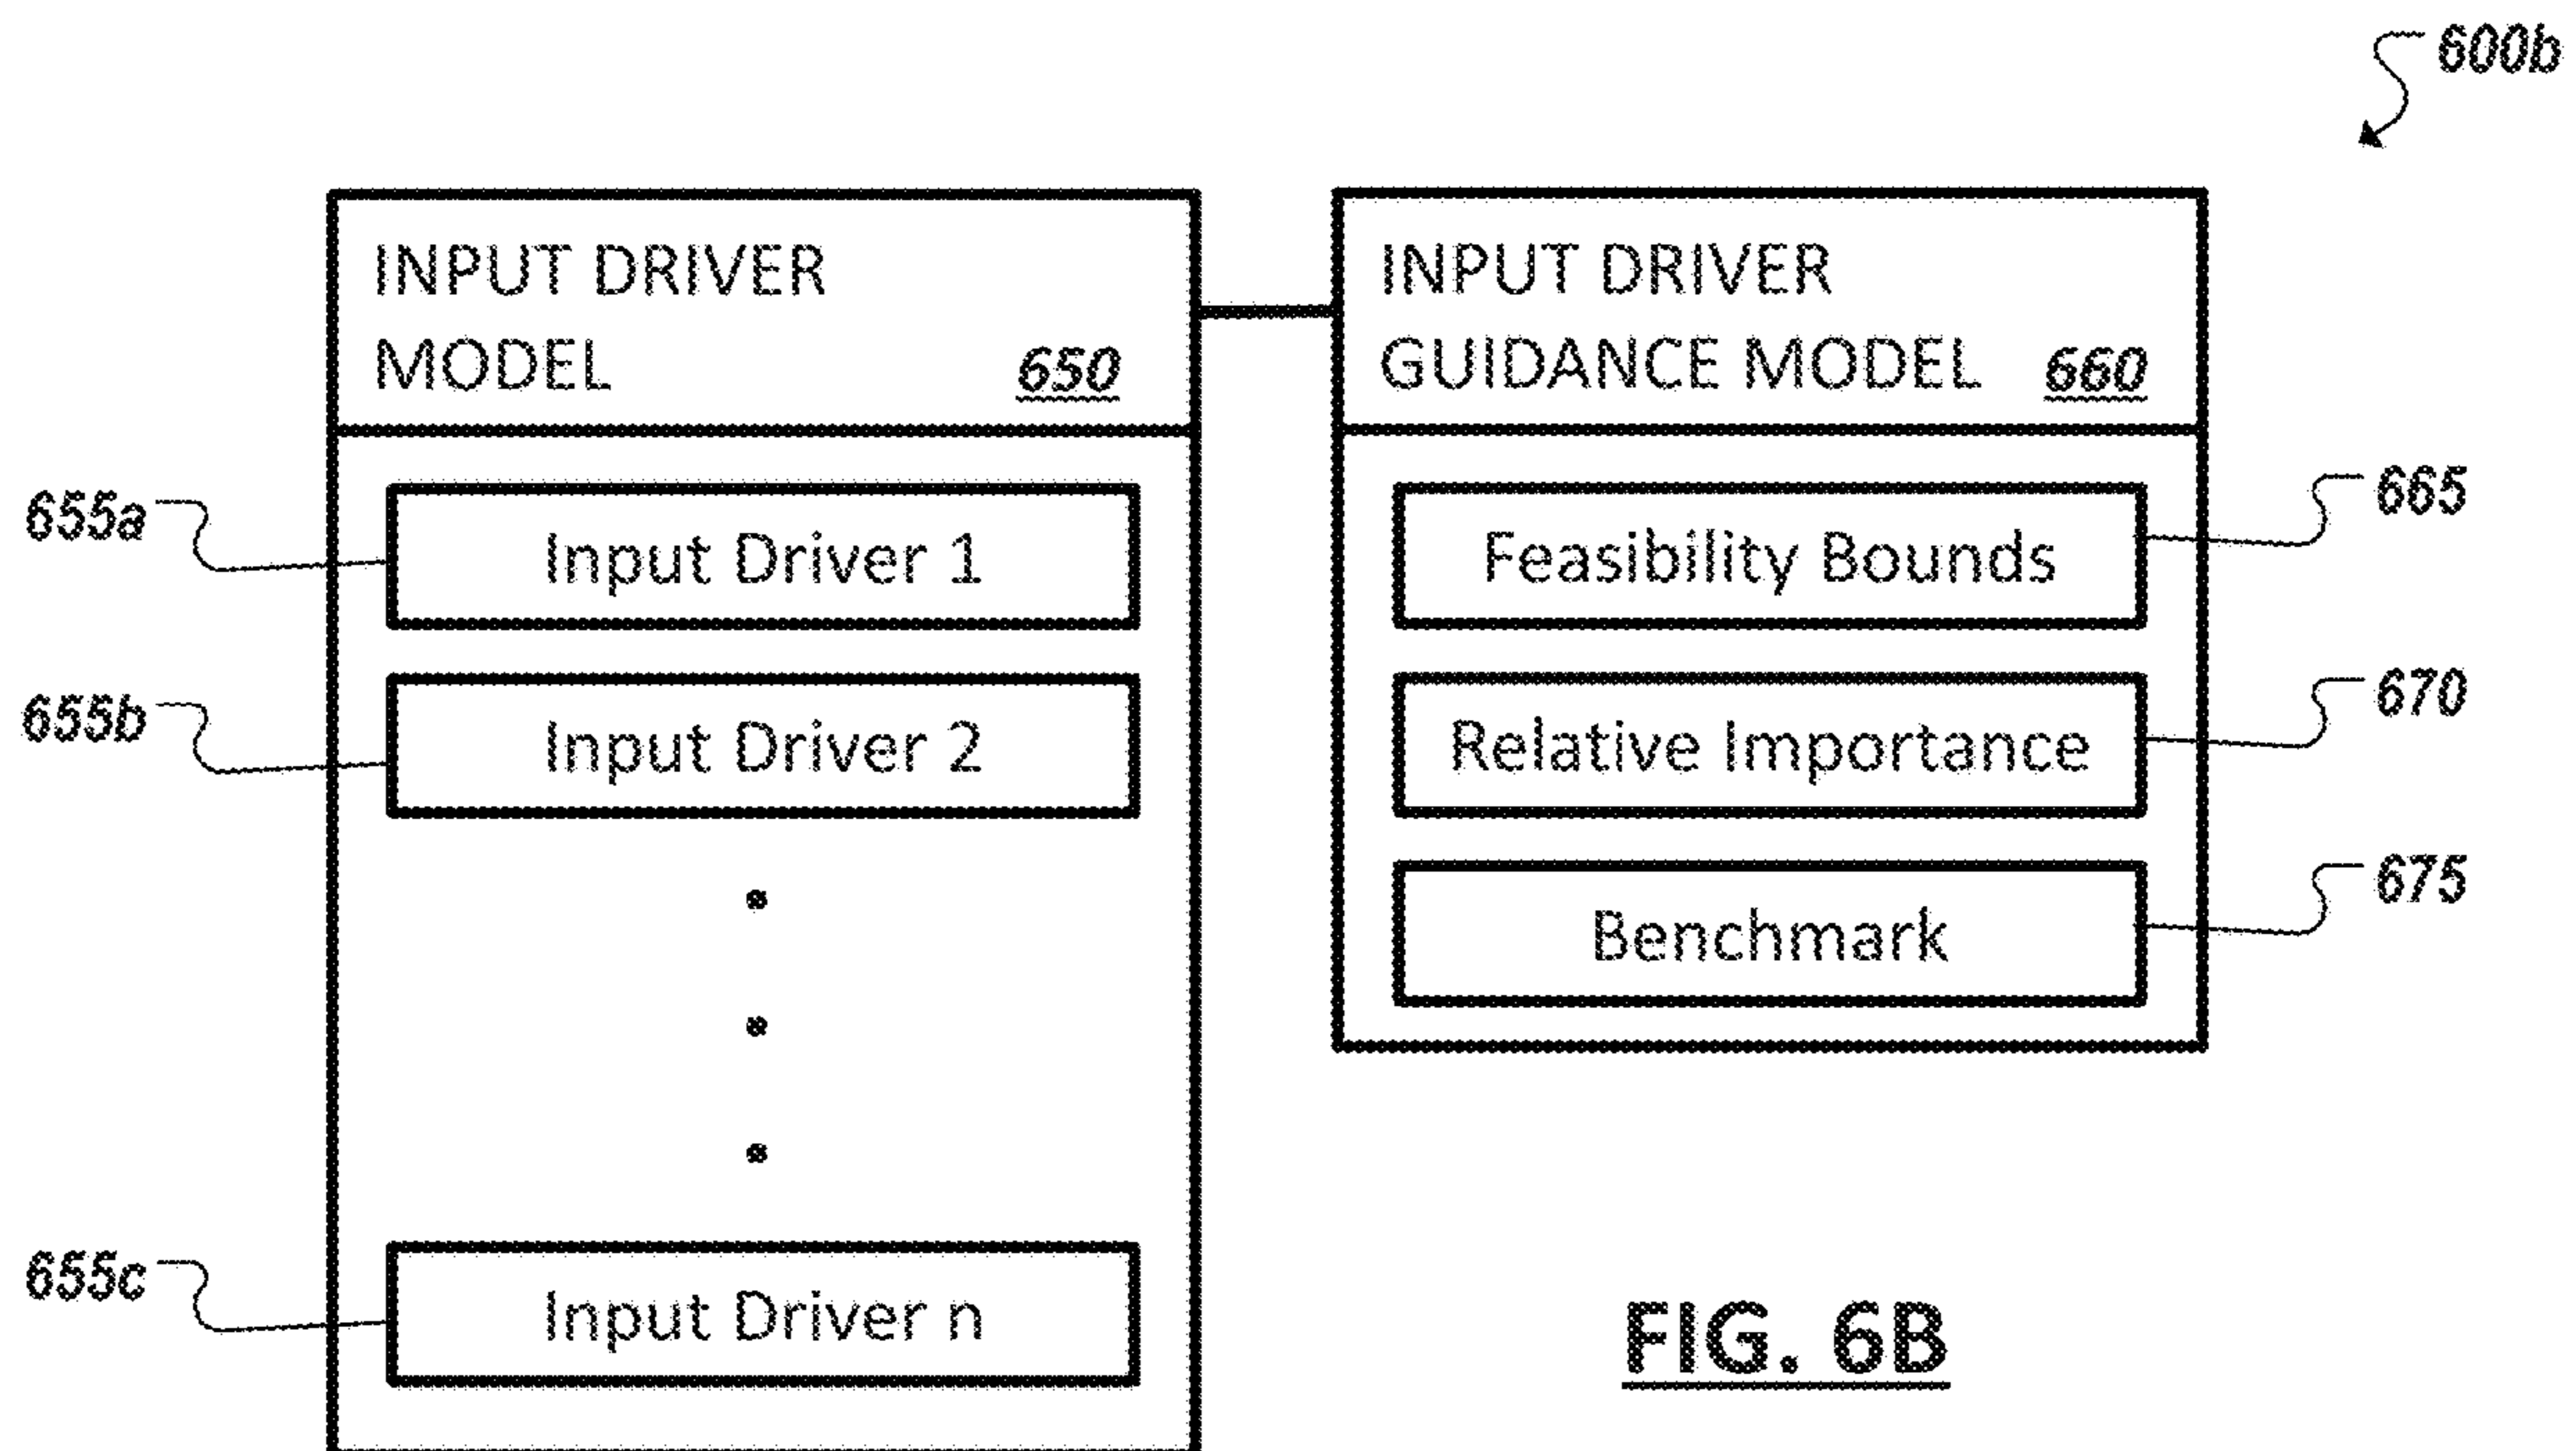 600b
INPUT DRIVER
MODEL 650
INPUT DRIVER
GUIDANCE MODEL 660
655a
Input Driver 1
655b
Input Driver 2
655c
Input Driver n
Feasibility Bounds
665
Relative Importance
670
Benchmark
675
FIG. 6B